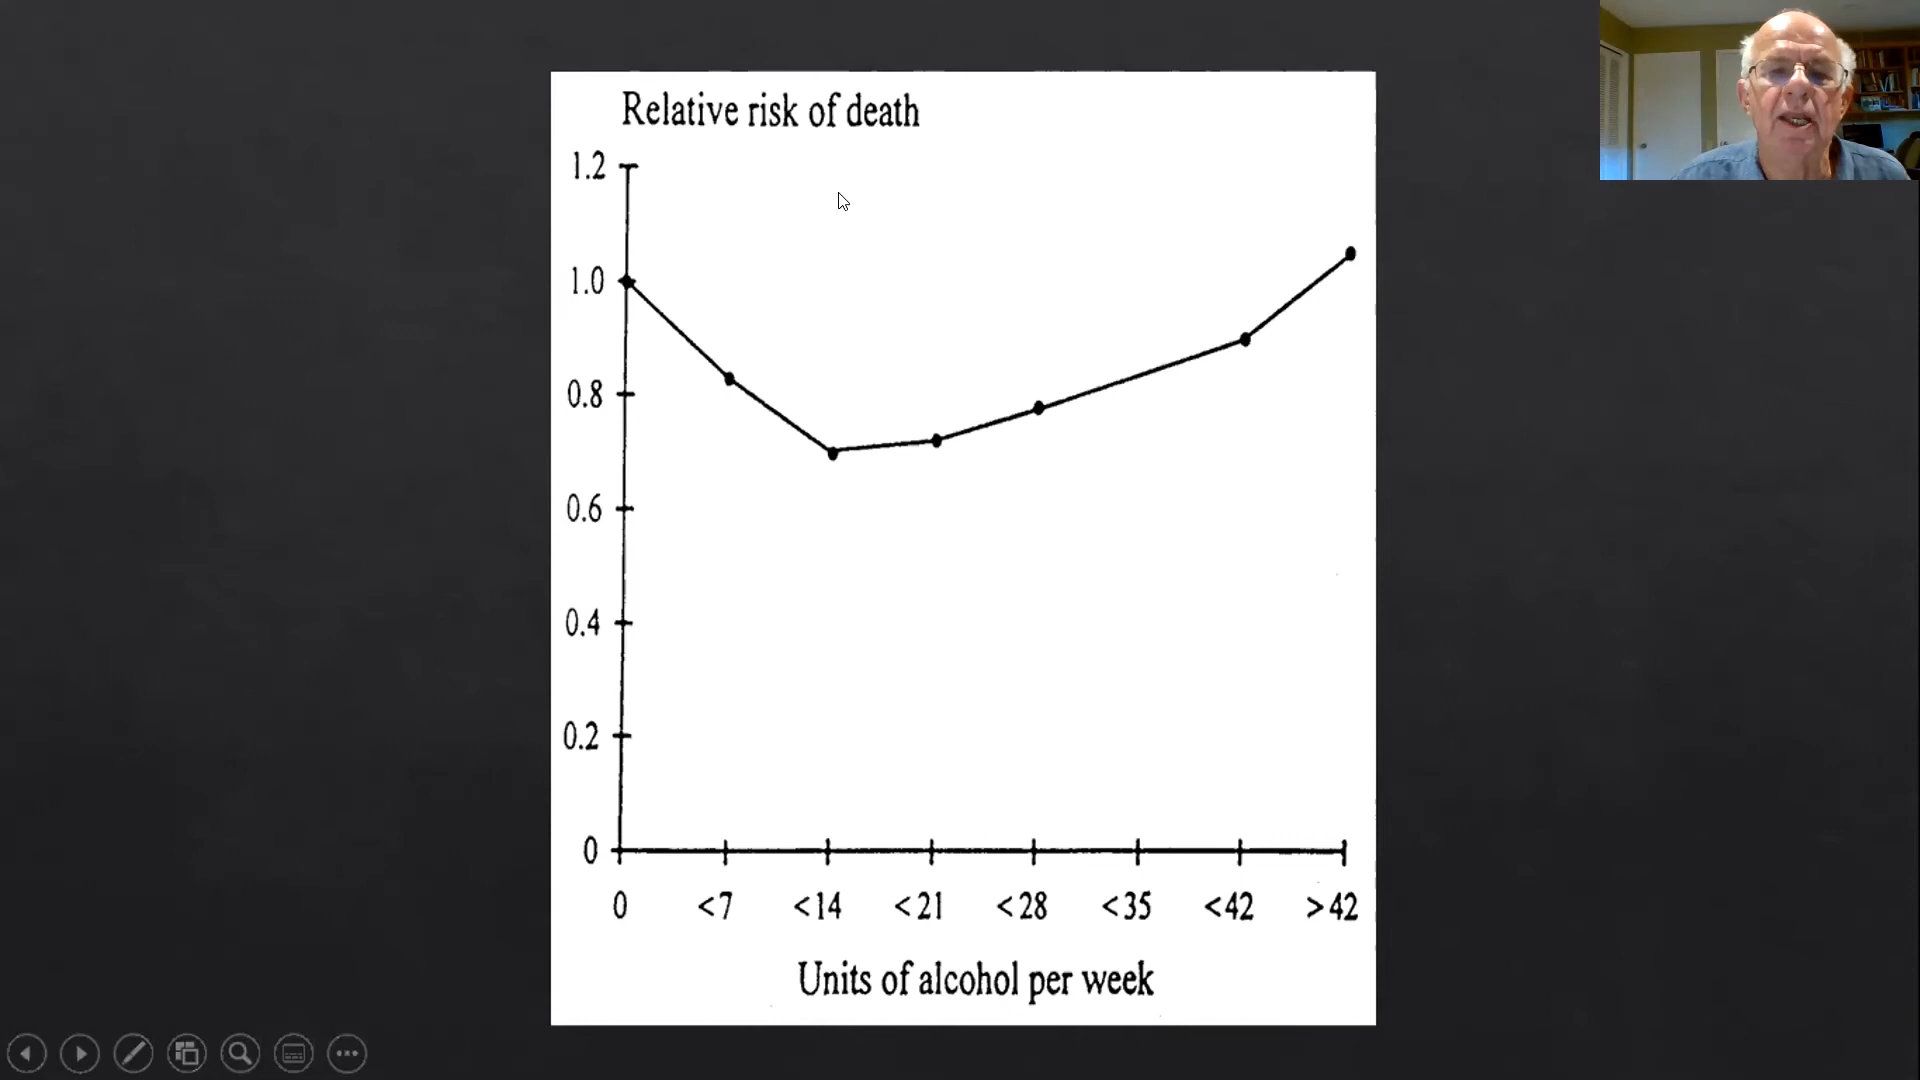 Relative risk of death
1.2
1.0
0.8
0.6
0.4
0.2
0
0 <7 <14 <21 <28 <35 <42 >42
Units of alcohol per week